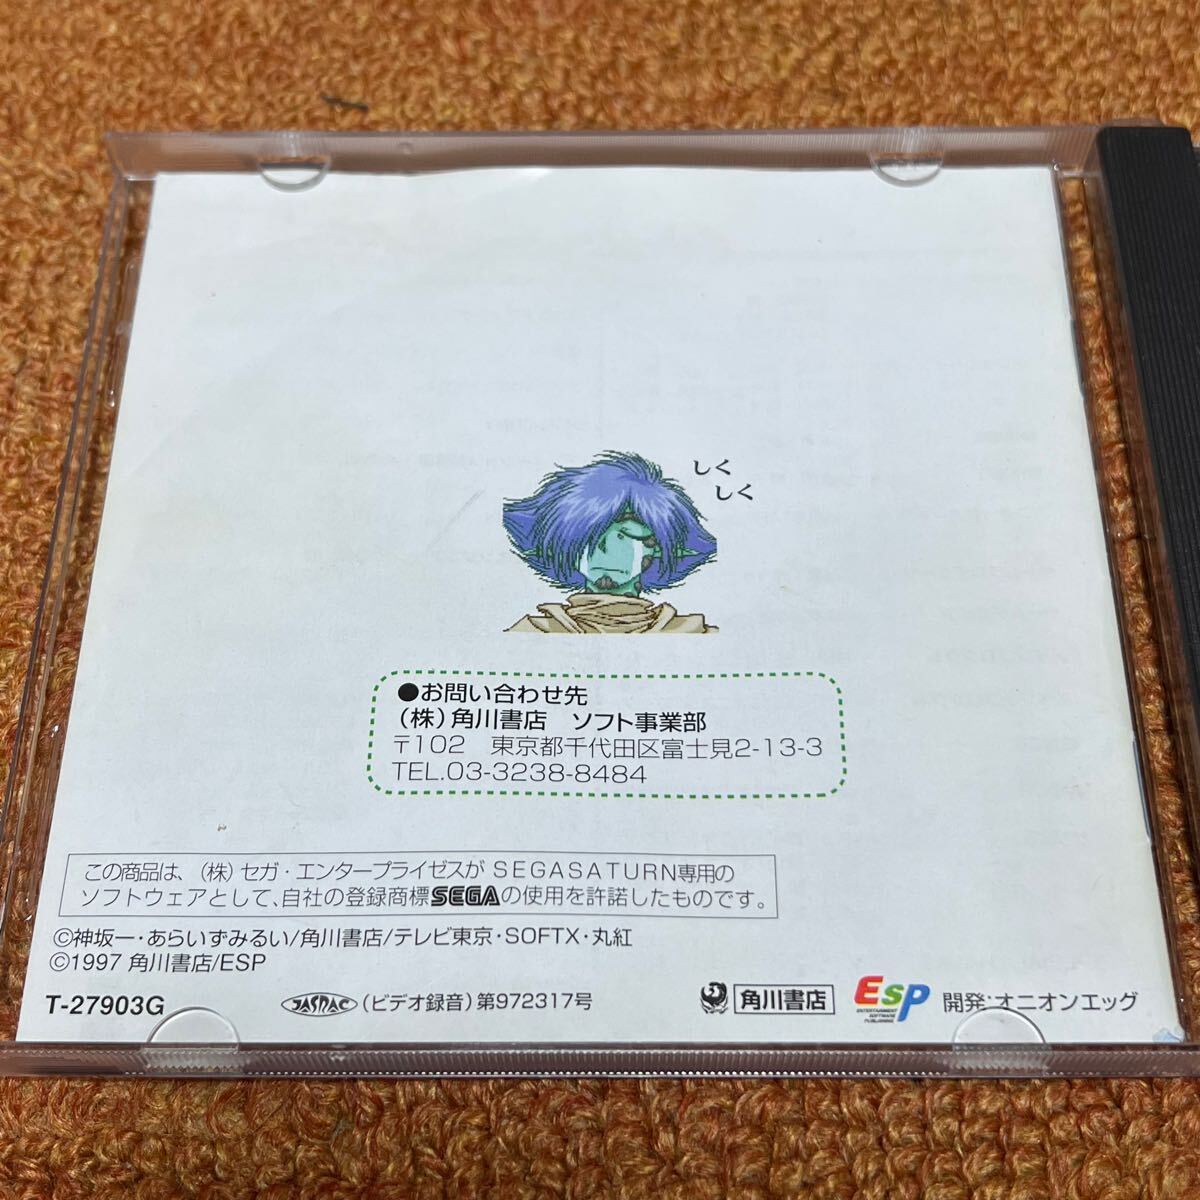 しく
しく
●お問い合わせ先
（株）角川書店　ソフト事業部
〒102　東京都千代田区富士見2-13-3
TEL.03-3238-8484
この商品は、（株）セガ・エンタープライゼスがSEGASATURN専用の
ソフトウェアとして、自社の登録商標SEGAの使用を許諾したものです。
©神坂一・あらいずみるい/角川書店/テレビ東京・SOFTX・丸紅
©1997 角川書店/ESP
T-27903G JASRAC （ビデオ録音）第972317号 角川書店 ESP ENTERTAINMENT SOFTWARE PUBLISHING 開発：オニオンエッグ